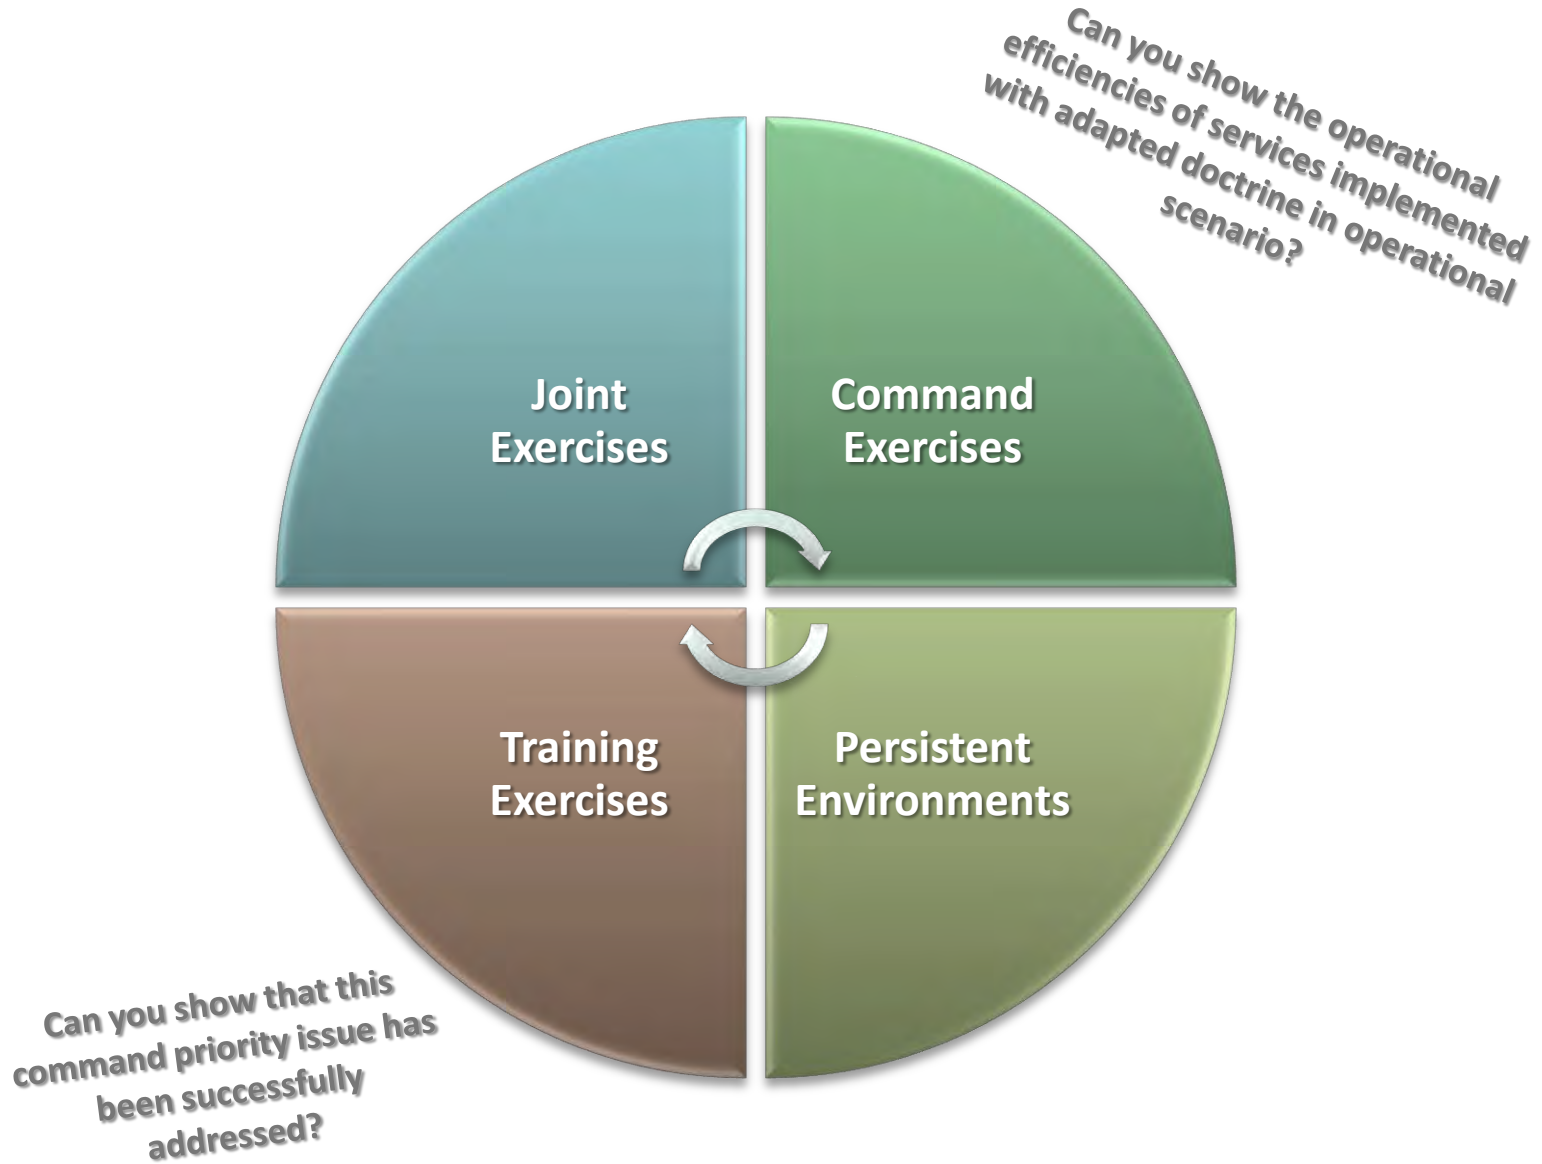 Can you show the operational
efficiencies of services implemented
with adapted doctrine in operational
scenario?
Joint
Exercises
Command
Exercises
Training
Exercises
Persistent
Environments
Can you show that this
command priority issue has
been successfully
addressed?